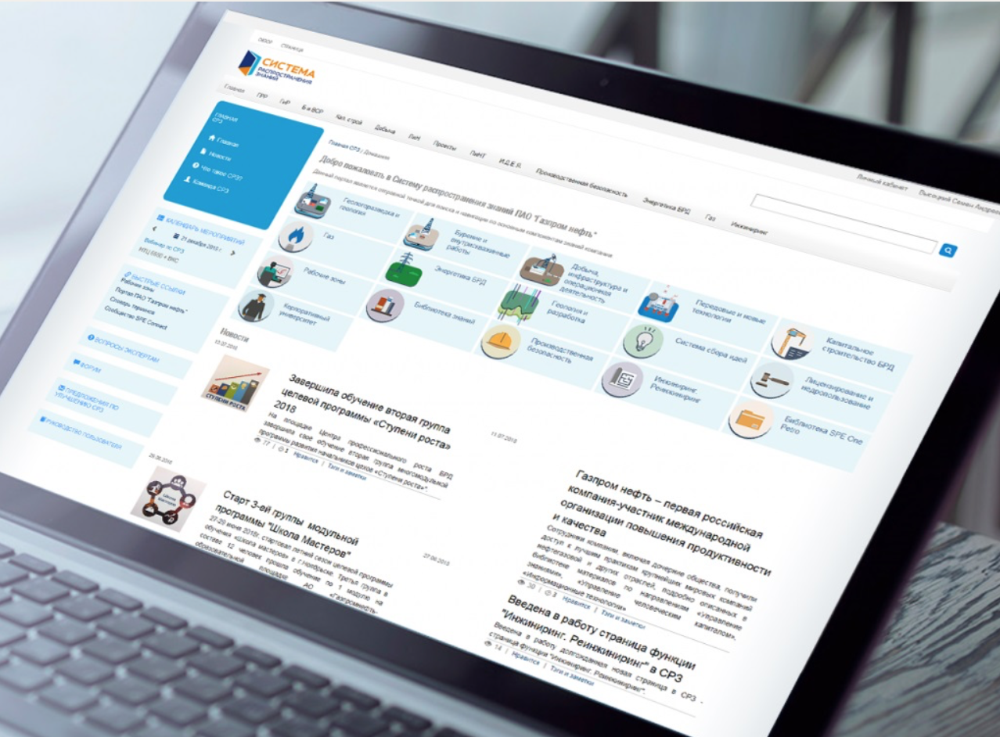 ОБЗОР СТРАНИЦА
СИСТЕМА
РАСПРОСТРАНЕНИЯ
ЗНАНИЙ
Личный кабинет Высоцкий Семен
Главная ПРР ГиР БиВСР Кап. строй Добыча ЛиН Проекты ПиНТ И.Д.Е.Я. Производственная безопасность Энергетика БРД Газ Инжиниринг
ГЛАВНАЯ
СРЗ
Главная
Новости
Что такое СРЗ?
Команда СРЗ
КАЛЕНДАРЬ МЕРОПРИЯТИЙ
21 декабря 2018 г.
Вебинар по СРЗ
БЫСТРЫЕ ССЫЛКИ
Рабочие зоны
Портал ПАО "Газпром нефть"
Словарь терминов
Сообщество SPE Connect
ВОПРОСЫ ЭКСПЕРТАМ
ФОРУМ
ПРЕДЛОЖЕНИЯ ПО
УЛУЧШЕНИЮ СРЗ
РУКОВОДСТВО ПОЛЬЗОВАТЕЛЯ
Главная СРЗ / Домашняя
Добро пожаловать в Систему распространения знаний ПАО "Газпром нефть"
Данный портал является отправной точкой для поиска и навигации по основным компонентам знаний компании
Геологоразведка и
геология
Газ
Рабочие зоны
Корпоративный
университет
Бурение и
внутрискважинные
работы
Энергетика БРД
Библиотека знаний
Добыча,
инфраструктура и
операционная
деятельность
Геология и
разработка
Производственная
безопасность
Передовые и новые
технологии
Система сбора идей
Инжиниринг.
Реинжиниринг
Капитальное
строительство БРД
Лицензирование и
недропользование
Библиотека SPE One
Petro
Новости
13.07.2018
СТУПЕНИ РОСТА
Завершила обучение вторая группа
целевой программы «Ступени роста»
2018
На площадке Центра профессионального роста БРД
завершила свое обучение вторая группа многомодульной
программы развития начальников цехов «Ступени роста».
77 | Нравится | Тэги и заметки
11.07.2018
Газпром нефть – первая российская
компания-участник международной
организации повышения продуктивности
и качества
Сотрудники компании, включая дочерние общества, получили
доступ к лучшим практикам крупнейших мировых компаний
нефтегазовой и других отраслей, подробно описанных в
библиотеке материалов по направлениям «Управление
знаниями», «Управление человеческим капиталом»,
«Информационные технологии»
30 | 3 Нравится | Тэги и заметки
29.06.2018
Старт 3-ей группы модульной
программы "Школа Мастеров"
27-29 июня 2018г. стартовал летний сезон целевой программы
обучения «Школа мастеров» в г.Ноябрьске. Третья группа в
составе 12 человек прошла обучение по 1 модулю на
образовательной площадке АО «Газпромнефть-
27.06.2018
Введена в работу страница функции
"Инжиниринг. Реинжиниринг" в СРЗ
Введена в работу долгожданная новая страница в СРЗ -
страница функции "Инжиниринг. Реинжиниринг".
14 | Нравится | Тэги и заметки